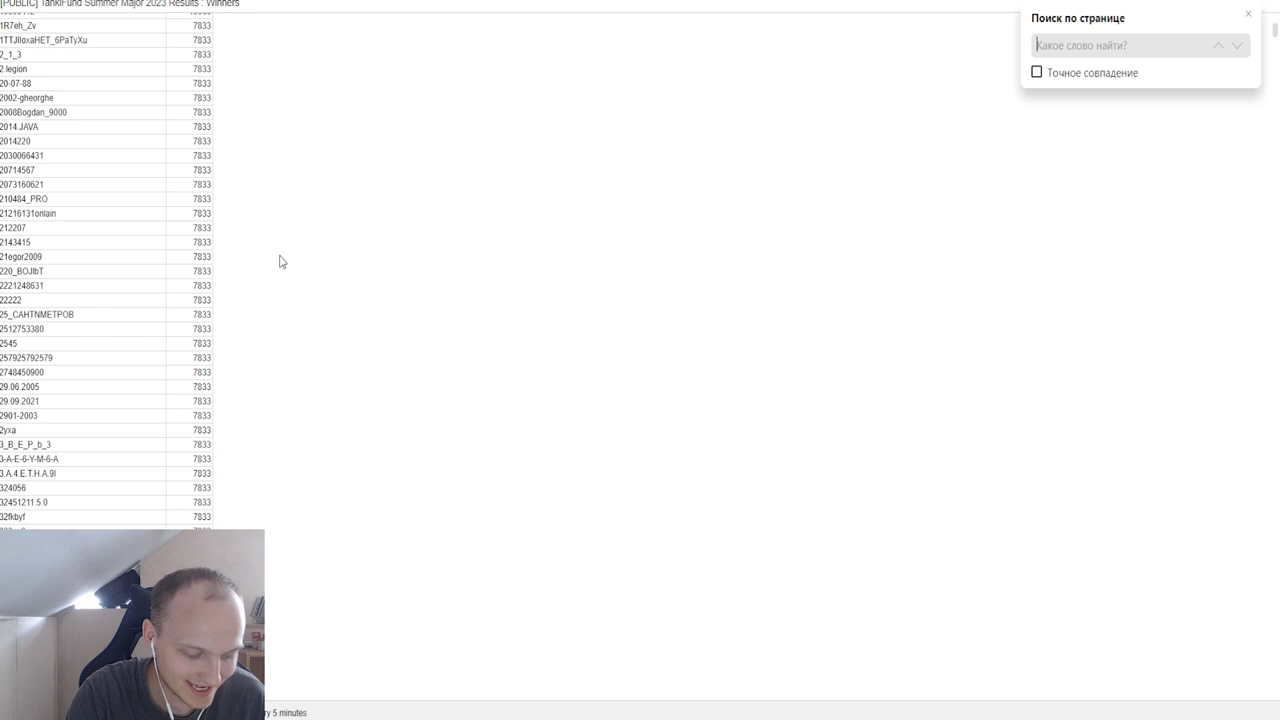 [PUBLIC] TankiFund Summer Major 2023 Results : Winners
1R7eh_Zv 7833
1TTJIloxaHET_6PaTyXu 7833
2_1_3 7833
2.legion 7833
20-07-88 7833
2002-gheorghe 7833
2008Bogdan_9000 7833
2014.JAVA 7833
2014220 7833
2030066431 7833
20714567 7833
2073160621 7833
210484_PRO 7833
21216131onlain 7833
212207 7833
2143415 7833
21egor2009 7833
220_BOJIbT 7833
2221248631 7833
22222 7833
25_CAHTNMETPOB 7833
2512753380 7833
2545 7833
257925792579 7833
2748450900 7833
29.06.2005 7833
29.09.2021 7833
2901-2003 7833
2yxa 7833
3_B_E_P_b_3 7833
3-A-E-6-Y-M-6-A 7833
3.A.4.E.T.H.A.9I 7833
324056 7833
32451211.5.0 7833
32fkbyf 7833
Поиск по странице
Какое слово найти?
Точное совпадение
ry 5 minutes